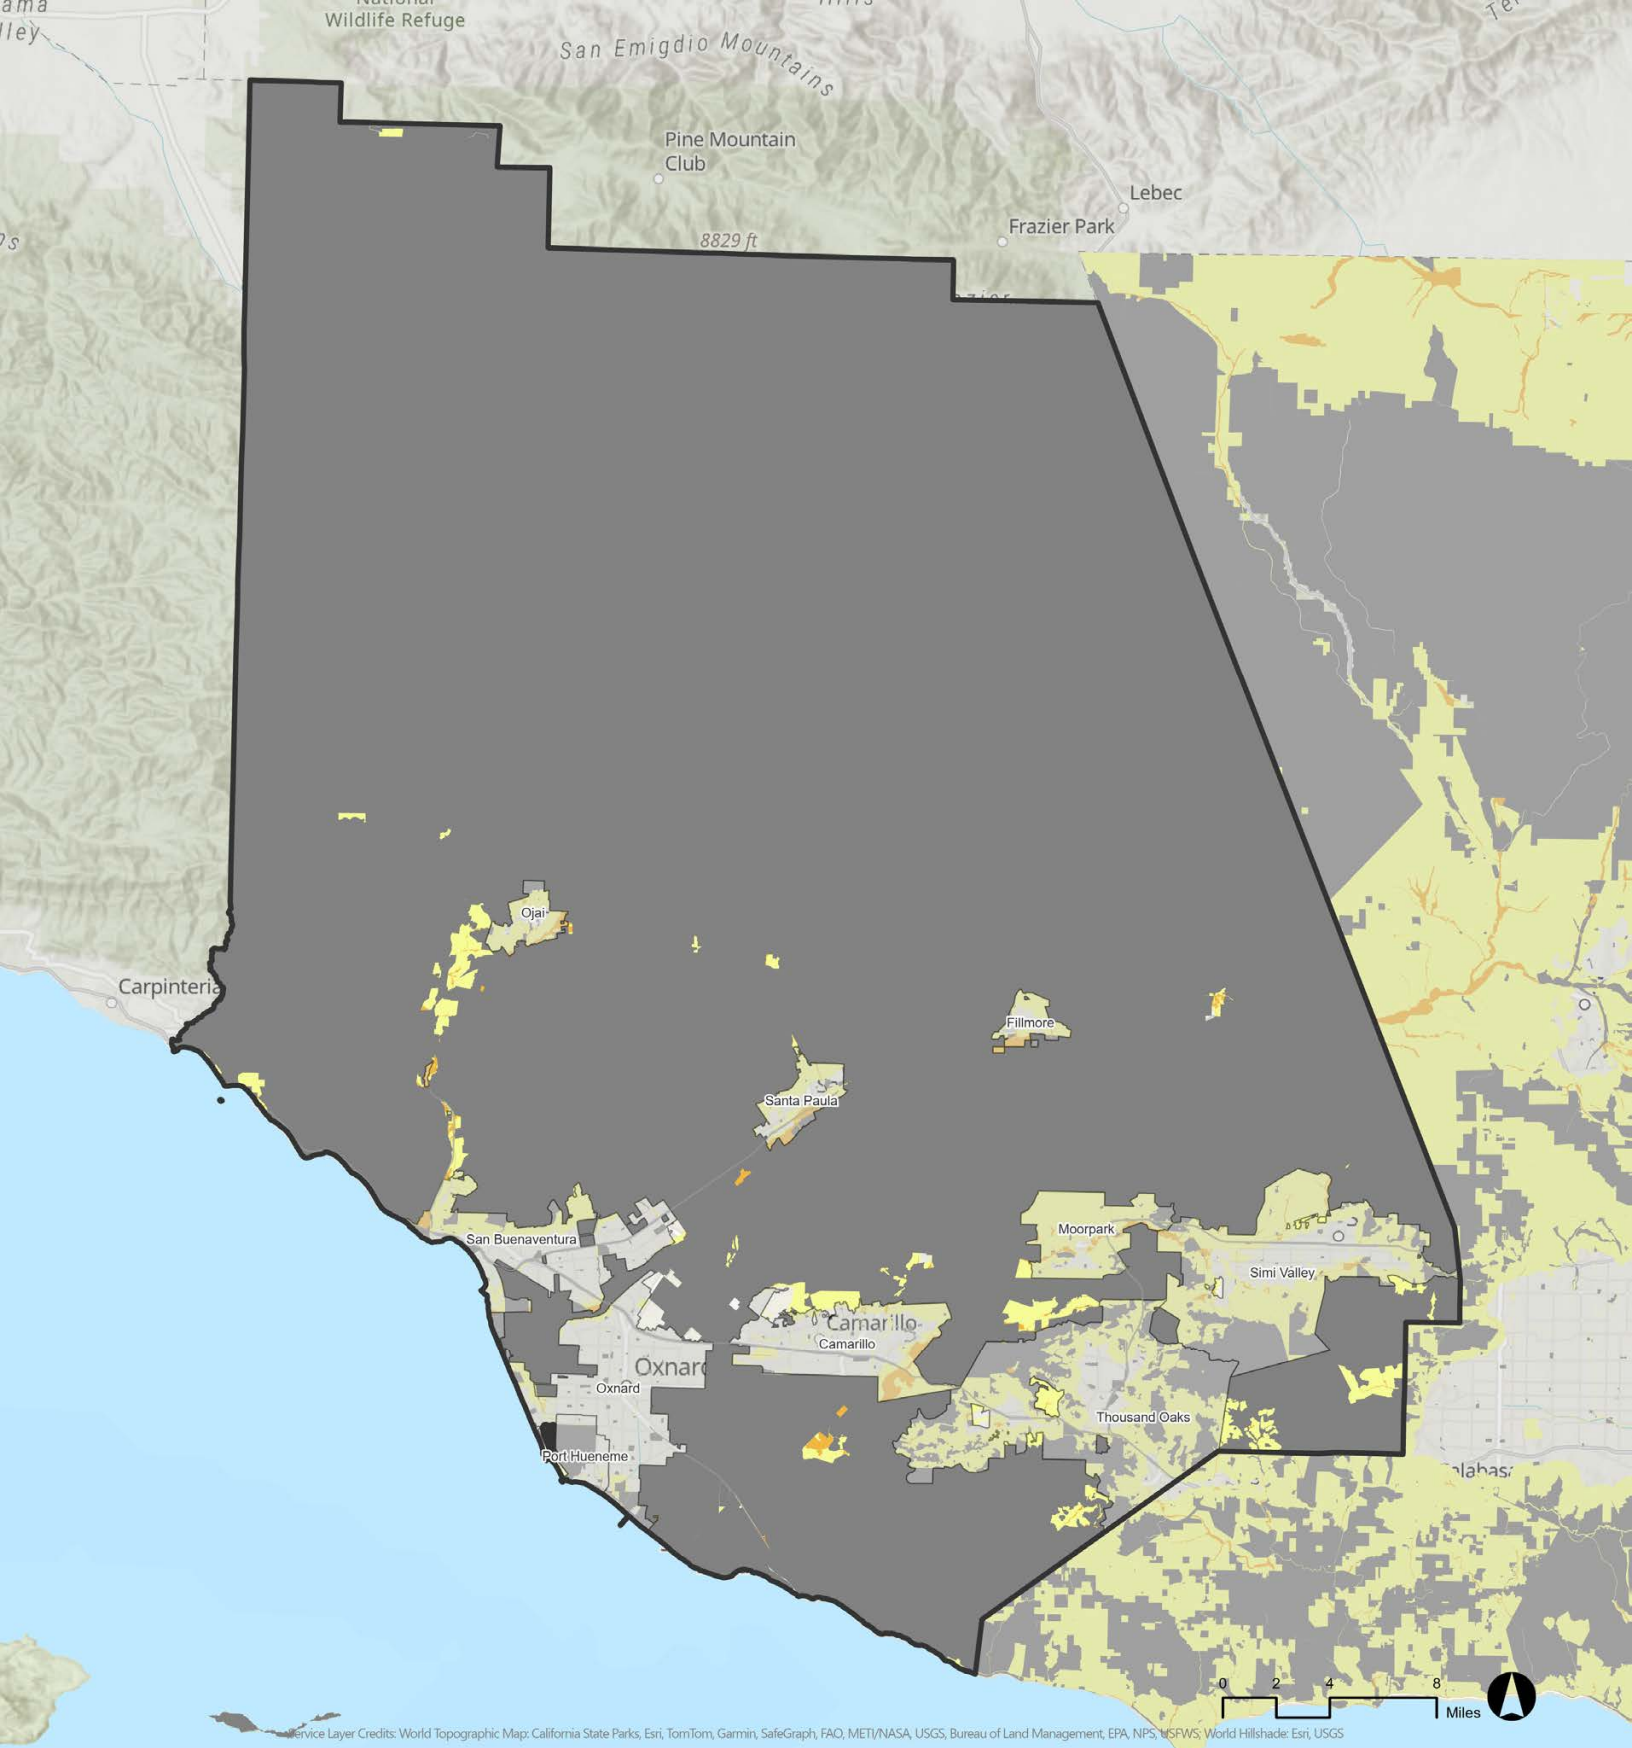 National
Wildlife Refuge
San Emigdio Mountains
Pine Mountain
Club
Lebec
Frazier Park
8829 ft
Ojai
Carpinteria
Fillmore
Santa Paula
San Buenaventura
Moorpark
Simi Valley
Camarillo
Camarillo
Oxnard
Oxnard
Thousand Oaks
Port Hueneme
0 2 4 8
Miles
Service Layer Credits: World Topographic Map: California State Parks, Esri, TomTom, Garmin, SafeGraph, FAO, METI/NASA, USGS, Bureau of Land Management, EPA, NPS, USFWS; World Hillshade: Esri, USGS